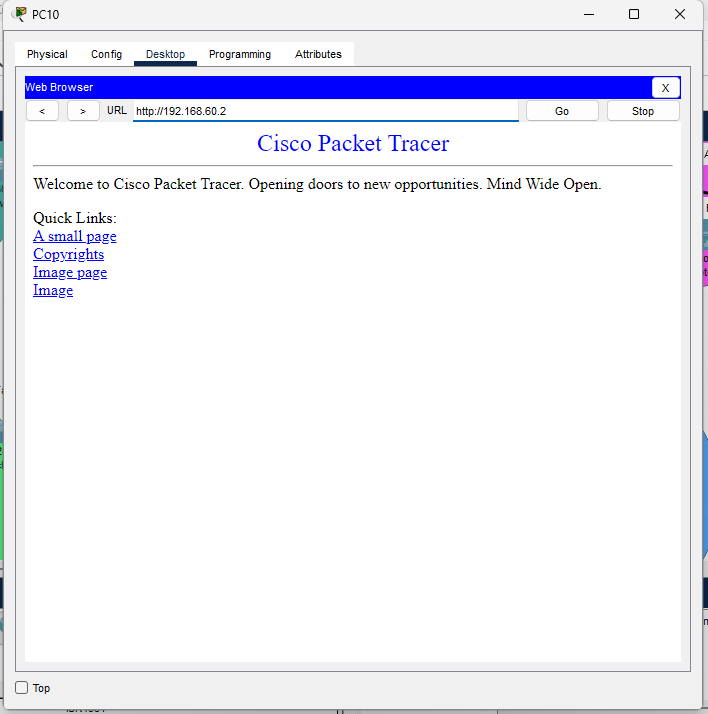 PC10
Physical Config Desktop Programming Attributes
Web Browser X
< > URL http://192.168.60.2 Go Stop
Cisco Packet Tracer
Welcome to Cisco Packet Tracer. Opening doors to new opportunities. Mind Wide Open.
Quick Links:
A small page
Copyrights
Image page
Image
Top